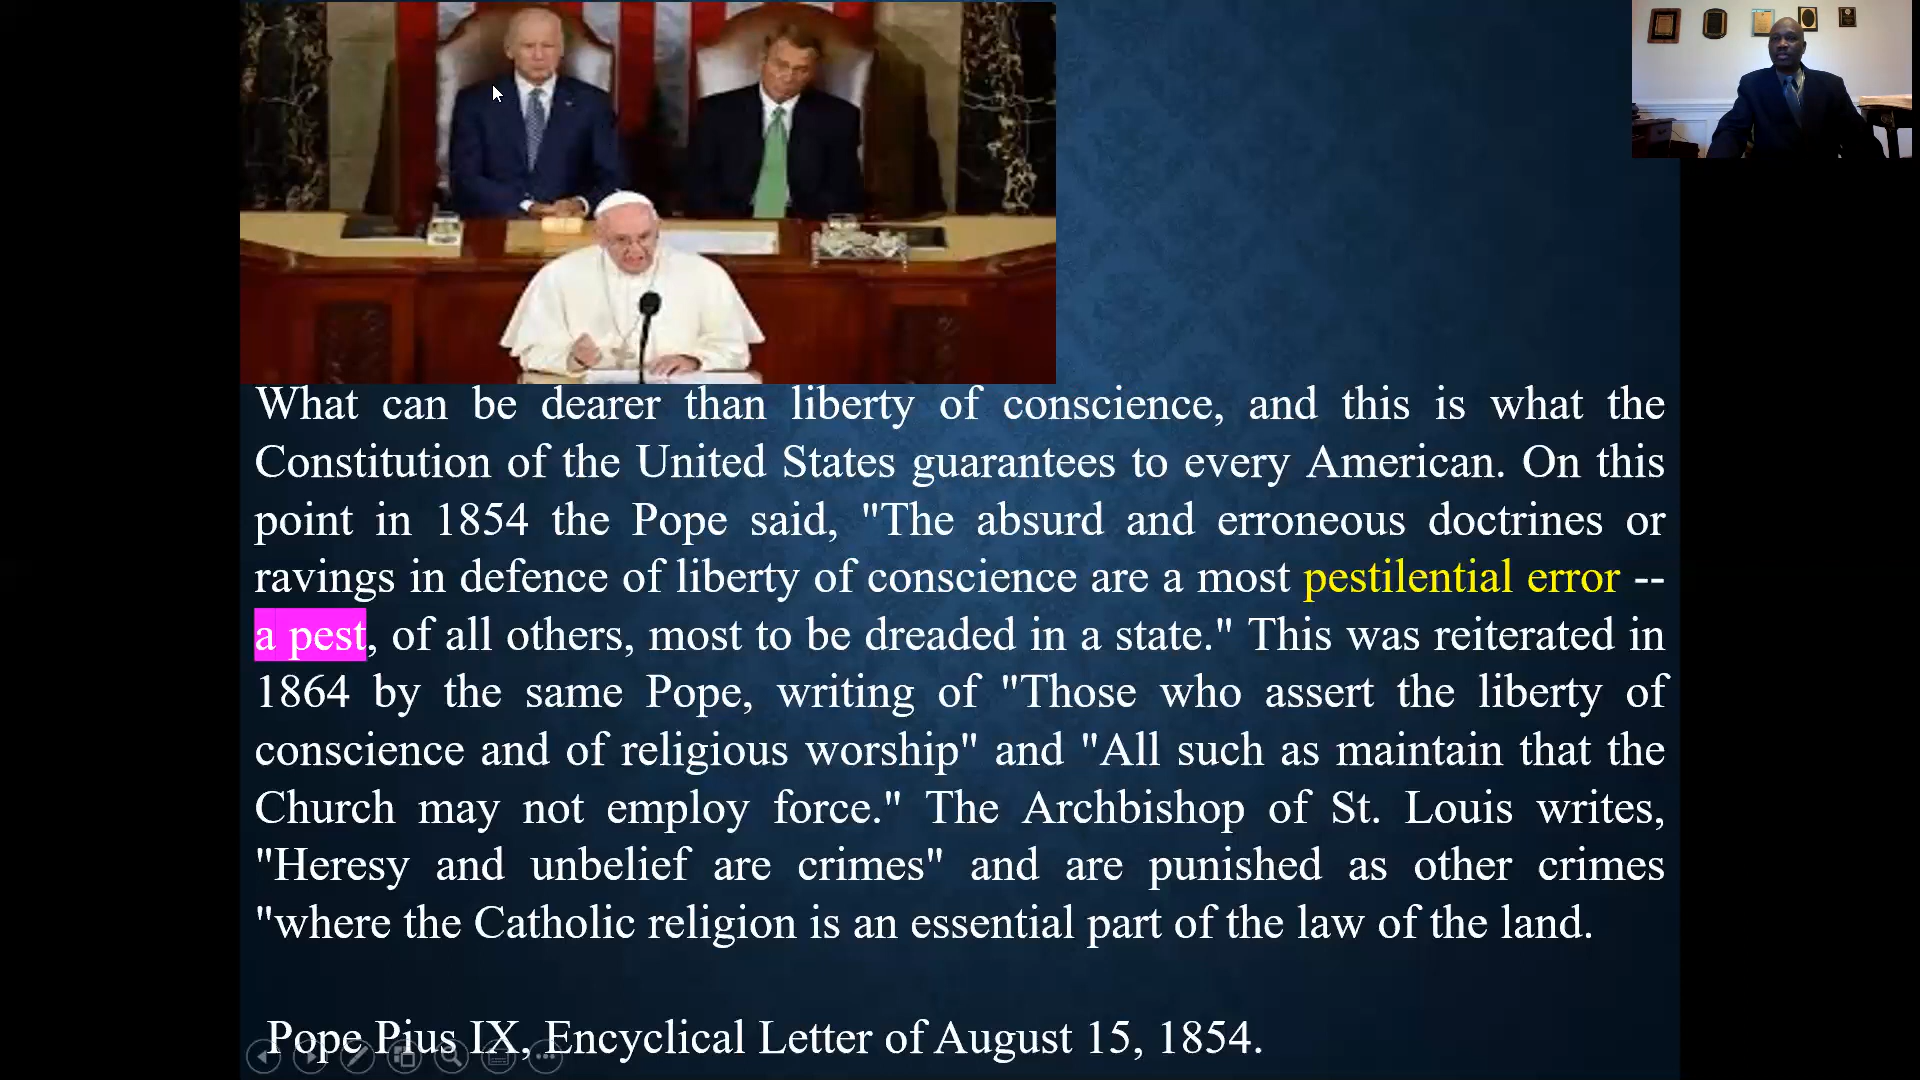 What can be dearer than liberty of conscience, and this is what the
Constitution of the United States guarantees to every American. On this
point in 1854 the Pope said, "The absurd and erroneous doctrines or
ravings in defence of liberty of conscience are a most pestilential error --
a pest, of all others, most to be dreaded in a state." This was reiterated in
1864 by the same Pope, writing of "Those who assert the liberty of
conscience and of religious worship" and "All such as maintain that the
Church may not employ force." The Archbishop of St. Louis writes,
"Heresy and unbelief are crimes" and are punished as other crimes
"where the Catholic religion is an essential part of the law of the land.
Pope Pius IX, Encyclical Letter of August 15, 1854.